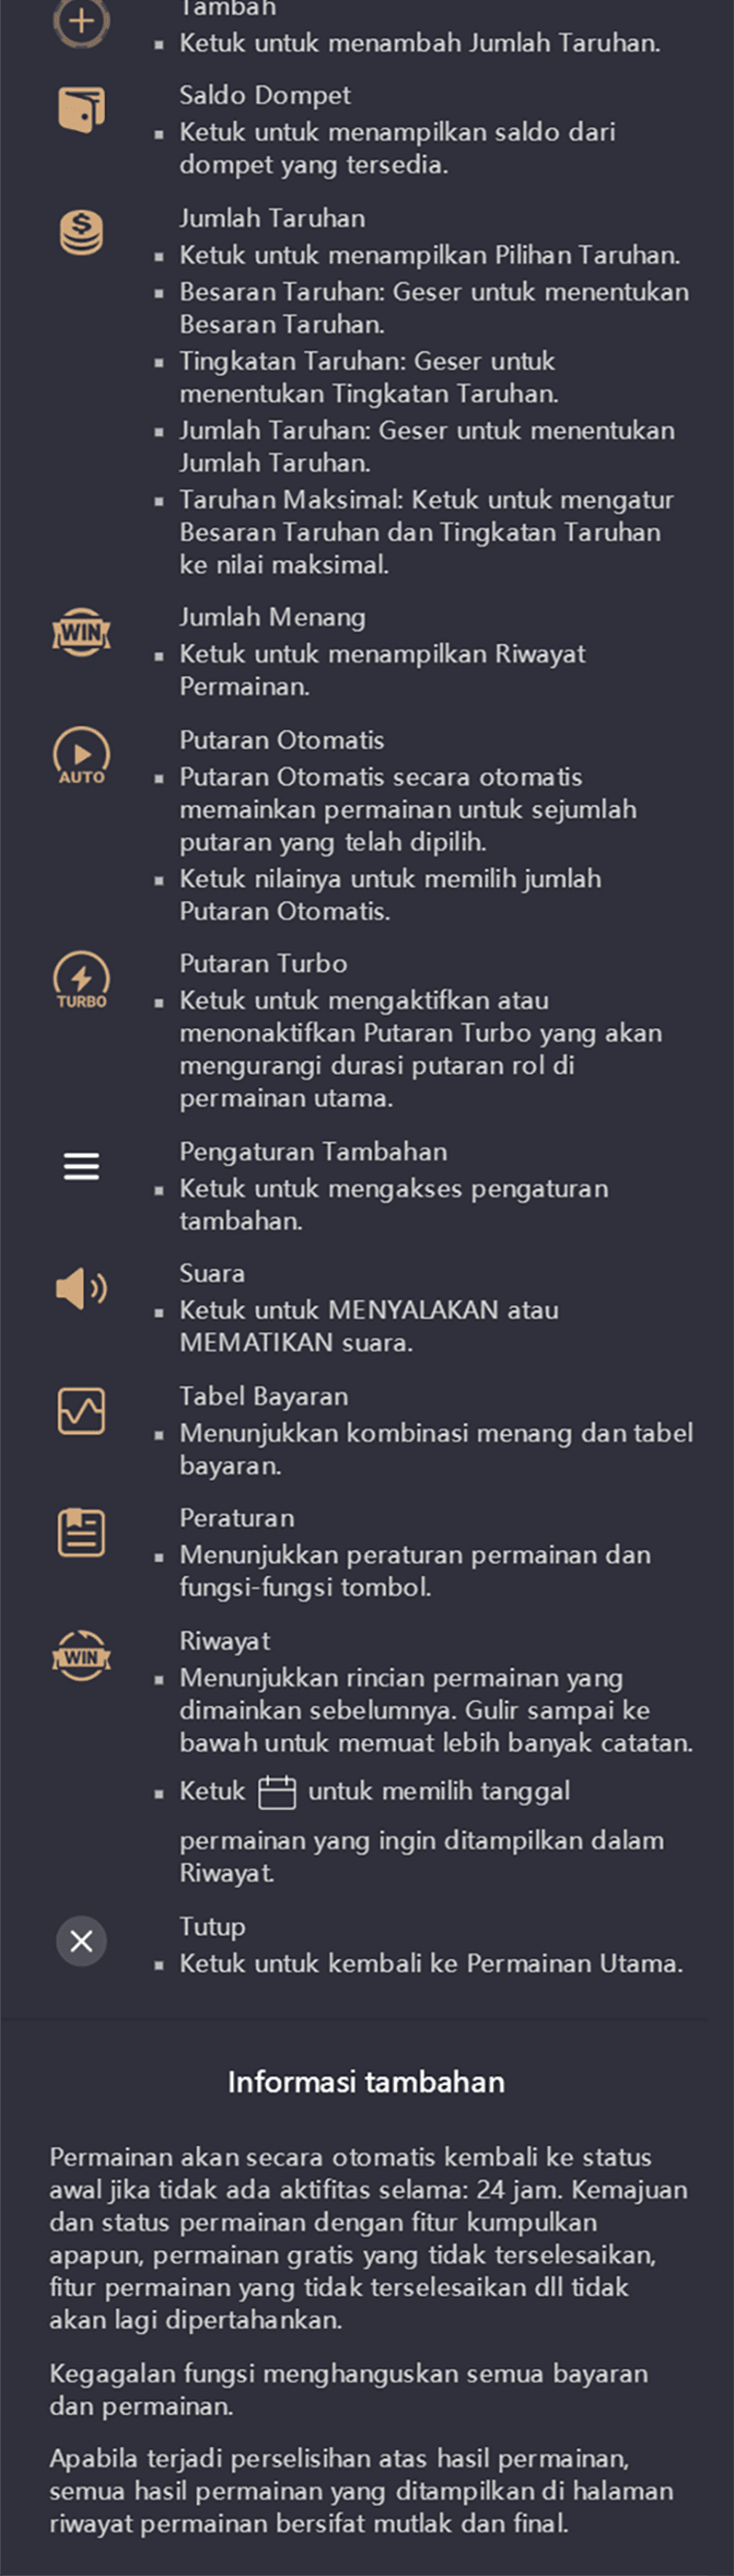 Tambah
Ketuk untuk menambah Jumlah Taruhan.
Saldo Dompet
Ketuk untuk menampilkan saldo dari
dompet yang tersedia.
$
Jumlah Taruhan
Ketuk untuk menampilkan Pilihan Taruhan.
Besaran Taruhan: Geser untuk menentukan
Besaran Taruhan.
Tingkatan Taruhan: Geser untuk
menentukan Tingkatan Taruhan.
Jumlah Taruhan: Geser untuk menentukan
Jumlah Taruhan.
Taruhan Maksimal: Ketuk untuk mengatur
Besaran Taruhan dan Tingkatan Taruhan
ke nilai maksimal.
WIN
Jumlah Menang
Ketuk untuk menampilkan Riwayat
Permainan.
AUTO
Putaran Otomatis
Putaran Otomatis secara otomatis
memainkan permainan untuk sejumlah
putaran yang telah dipilih.
Ketuk nilainya untuk memilih jumlah
Putaran Otomatis.
TURBO
Putaran Turbo
Ketuk untuk mengaktifkan atau
menonaktifkan Putaran Turbo yang akan
mengurangi durasi putaran rol di
permainan utama.
Pengaturan Tambahan
Ketuk untuk mengakses pengaturan
tambahan.
Suara
Ketuk untuk MENYALAKAN atau
MEMATIKAN suara.
Tabel Bayaran
Menunjukkan kombinasi menang dan tabel
bayaran.
Peraturan
Menunjukkan peraturan permainan dan
fungsi-fungsi tombol.
WIN
Riwayat
Menunjukkan rincian permainan yang
dimainkan sebelumnya. Gulir sampai ke
bawah untuk memuat lebih banyak catatan.
Ketuk untuk memilih tanggal
permainan yang ingin ditampilkan dalam
Riwayat.
Tutup
Ketuk untuk kembali ke Permainan Utama.
Informasi tambahan
Permainan akan secara otomatis kembali ke status
awal jika tidak ada aktifitas selama: 24 jam. Kemajuan
dan status permainan dengan fitur kumpulkan
apapun, permainan gratis yang tidak terselesaikan,
fitur permainan yang tidak terselesaikan dll tidak
akan lagi dipertahankan.
Kegagalan fungsi menghanguskan semua bayaran
dan permainan.
Apabila terjadi perselisihan atas hasil permainan,
semua hasil permainan yang ditampilkan di halaman
riwayat permainan bersifat mutlak dan final.